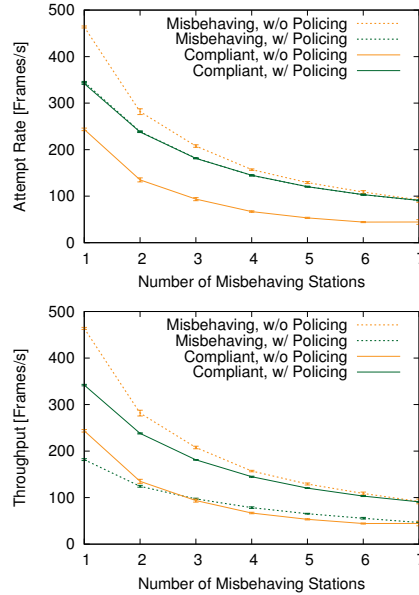 500
400
300
200
100
0
Attempt Rate [Frames/s]
Misbehaving, w/o Policing
Misbehaving, w/ Policing
Compliant, w/o Policing
Compliant, w/ Policing
1 2 3 4 5 6 7
Number of Misbehaving Stations
500
400
300
200
100
0
Throughput [Frames/s]
Misbehaving, w/o Policing
Misbehaving, w/ Policing
Compliant, w/o Policing
Compliant, w/ Policing
1 2 3 4 5 6 7
Number of Misbehaving Stations